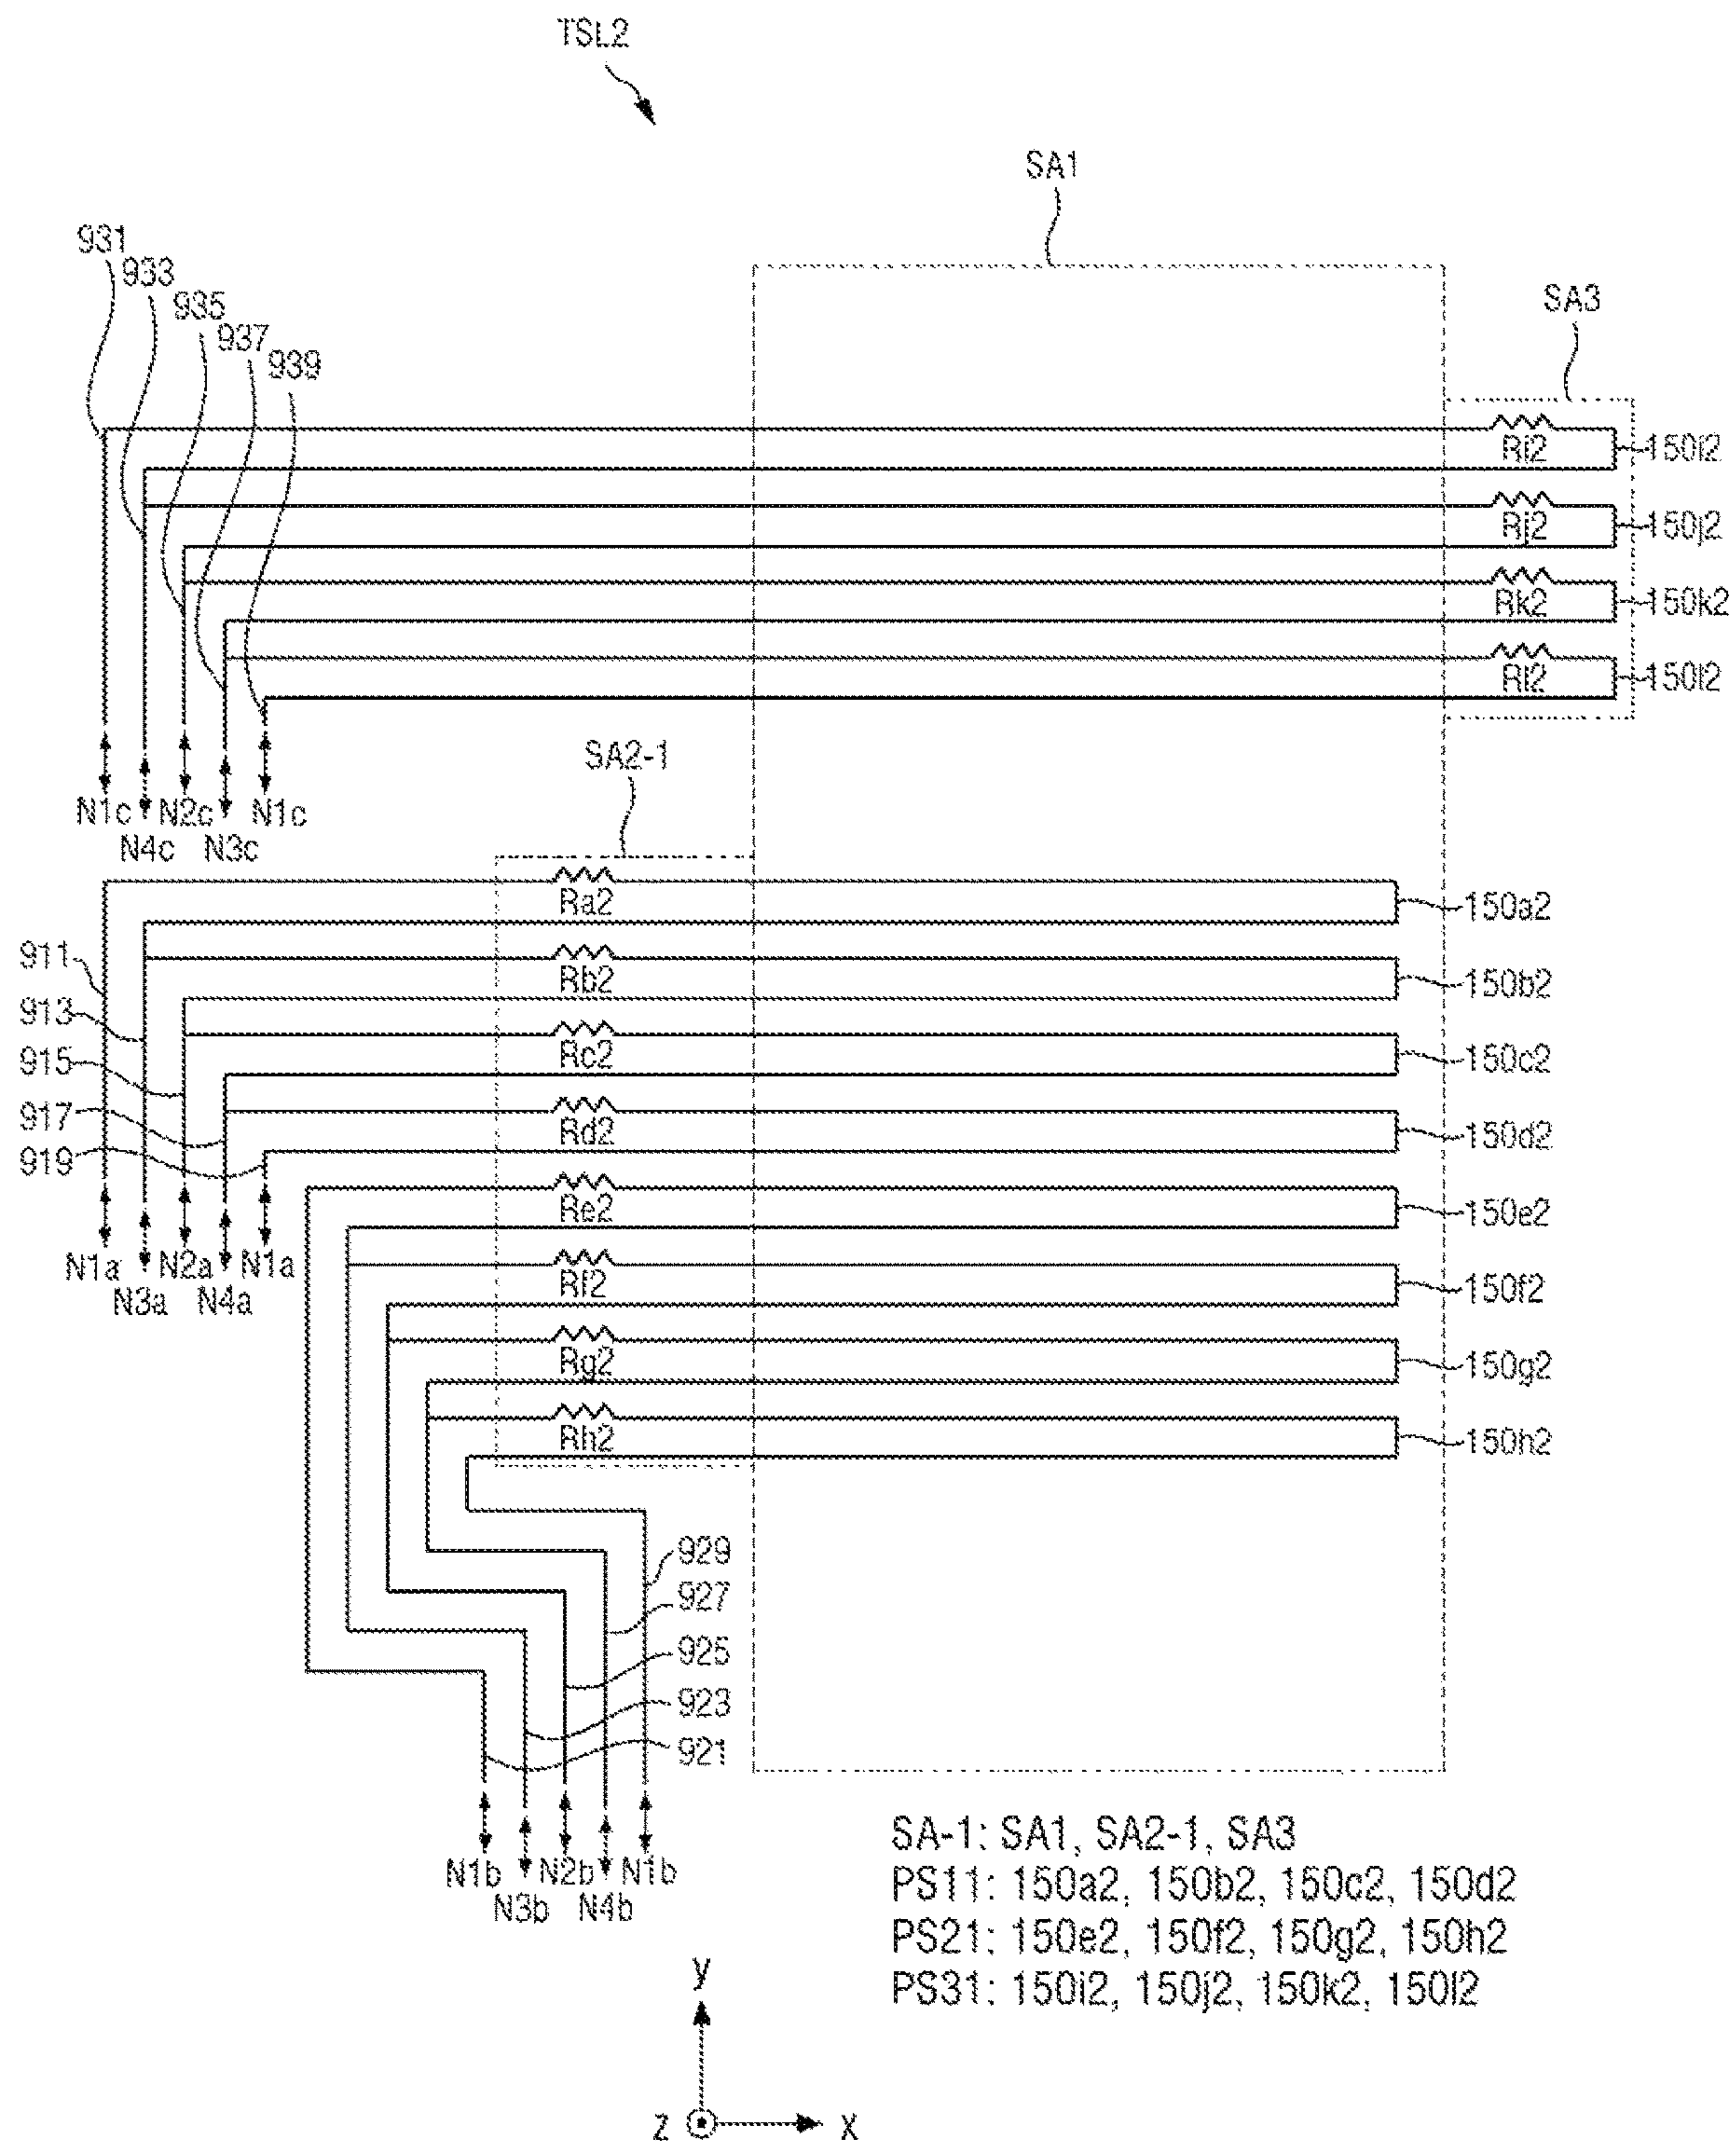 TSL2
SA1
931
933
935
937
939
SA3
Ri2
150i2
Rj2
150j2
Rk2
150k2
Rl2
150l2
N1c N2c N1c
N4c N3c
SA2-1
Ra2
150a2
911
Rb2
150b2
913
915
Rc2
150c2
917
Rd2
150d2
919
Re2
150e2
N1a N2a N1a
N3a N4a
Rf2
150f2
Rg2
150g2
Rh2
150h2
929
927
925
923
921
N1b N2b N1b
N3b N4b
SA-1: SA1, SA2-1, SA3
PS11: 150a2, 150b2, 150c2, 150d2
PS21: 150e2, 150f2, 150g2, 150h2
PS31: 150i2, 150j2, 150k2, 150l2
y
z
x